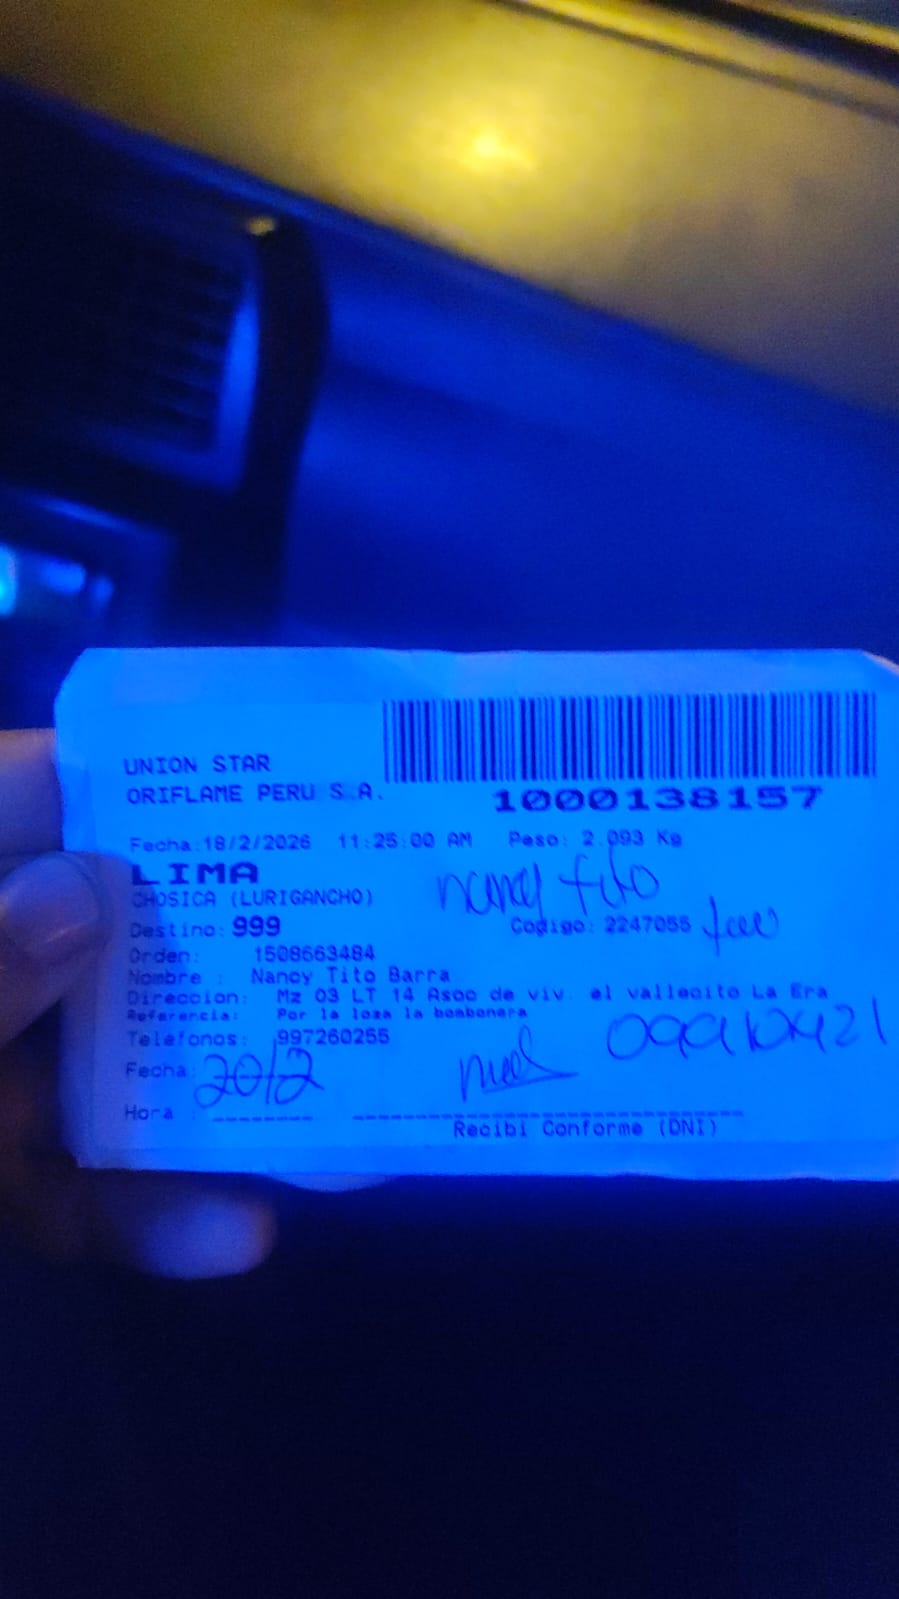 UNION STAR
ORIFLAME PERU S.A.
1000138157
Fecha:18/2/2026 11:25:00 AM Peso: 2.093 Kg
LIMA
nancy tito
CHOSICA (LURIGANCHO)
Destino: 999 Codigo: 2247055
Orden: 1508663484
Nombre : Nancy Tito Barra
Direccion: Mz 03 LT 14 Asoc de viv. el vallecito La Era
Referencia: Por la loza la bombonera
Telefonos: 997260255
Fecha: 20/2
Hora :
Recibi Conforme (DNI)